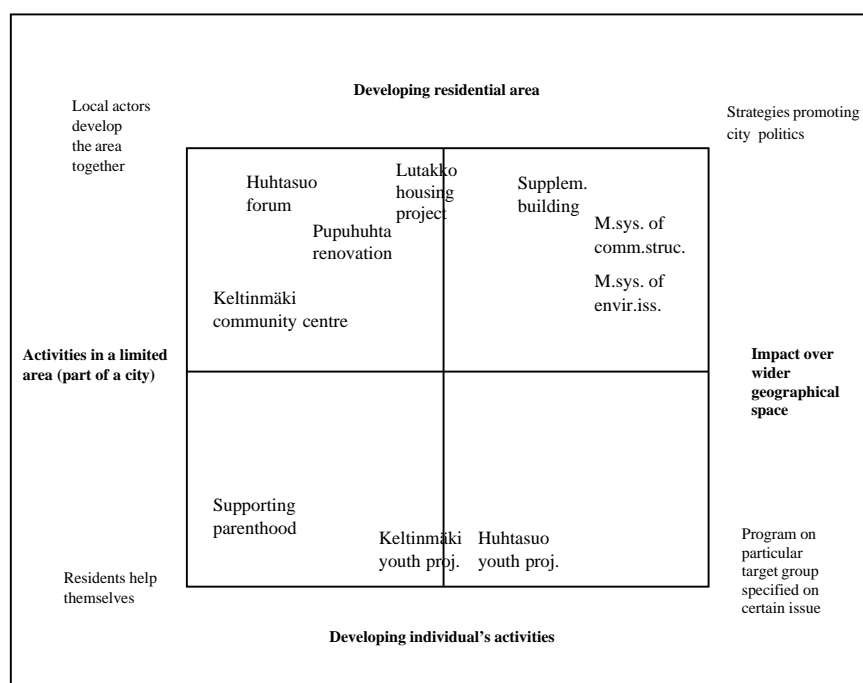 Developing residential area
Local actors
develop
the area
together
Strategies promoting
city politics
Huhtasuo
forum
Lutakko
housing
project
Supplem.
building
Pupuhuhta
renovation
M.sys. of
comm.struc.
Keltinmäki
community centre
M.sys. of
envir.iss.
Activities in a limited
area (part of a city)
Impact over
wider
geographical
space
Supporting
parenthood
Keltinmäki
youth proj.
Huhtasuo
youth proj.
Residents help
themselves
Program on
particular
target group
specified on
certain issue
Developing individual's activities